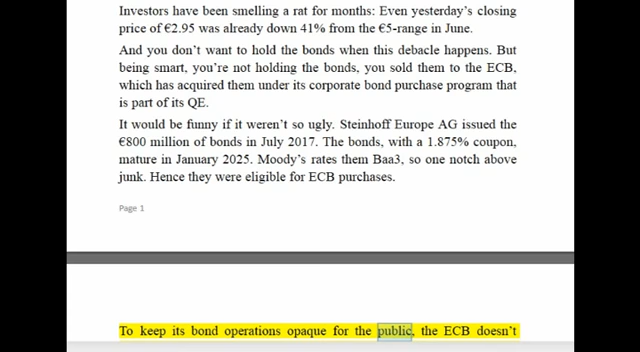 Investors have been smelling a rat for months: Even yesterday's closing
price of €2.95 was already down 41% from the €5-range in June.
And you don't want to hold the bonds when this debacle happens. But
being smart, you're not holding the bonds, you sold them to the ECB,
which has acquired them under its corporate bond purchase program that
is part of its QE.
It would be funny if it weren't so ugly. Steinhoff Europe AG issued the
€800 million of bonds in July 2017. The bonds, with a 1.875% coupon,
mature in January 2025. Moody's rates them Baa3, so one notch above
junk. Hence they were eligible for ECB purchases.
Page 1
To keep its bond operations opaque for the public, the ECB doesn't